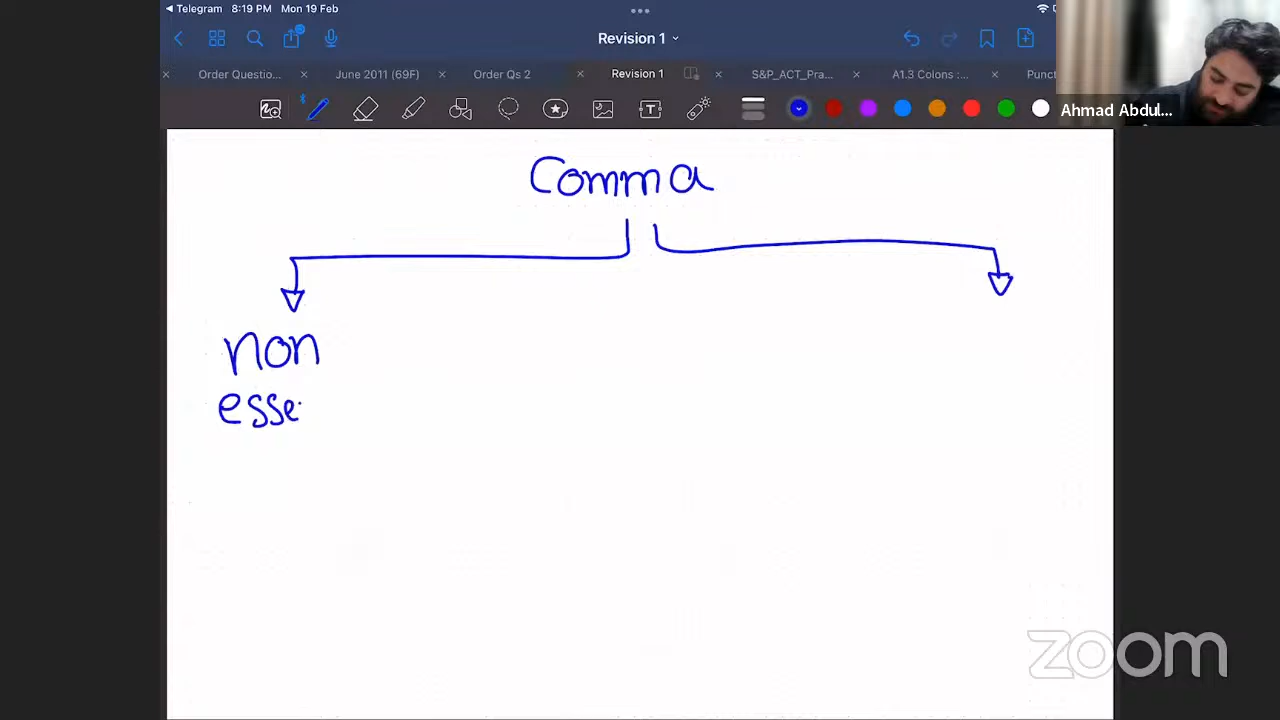 Telegram 8:19 PM Mon 19 Feb
Revision 1
Order Questio... June 2011 (69F) Order Qs 2 Revision 1 S&P_ACT_Pra... A1.3 Colons :... Punct
Ahmad Abdul...
Comma
non
esse
zoom